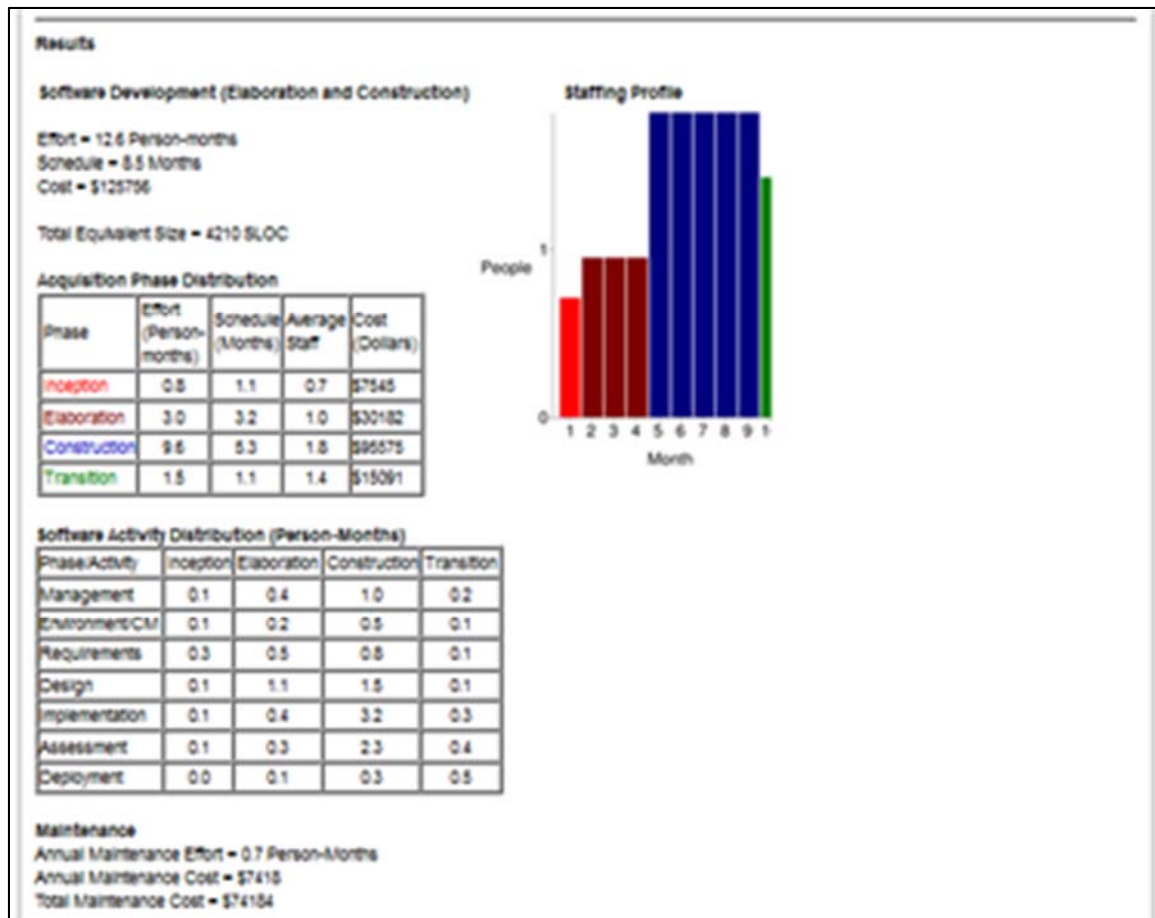 Results
Software Development (Elaboration and Construction)
Effort = 12.6 Person-months
Schedule = 8.5 Months
Cost = $125756
Total Equivalent Size = 4210 SLOC
Acquisition Phase Distribution
Phase Effort (Person-months) Schedule (Months) Average Staff Cost (Dollars)
Inception 0.8 1.1 0.7 $7545
Elaboration 3.0 3.2 1.0 $30182
Construction 9.6 5.3 1.8 $95575
Transition 1.5 1.1 1.4 $15091
Staffing Profile
1
People
0
1 2 3 4 5 6 7 8 9 1
Month
Software Activity Distribution (Person-Months)
Phase/Activity Inception Elaboration Construction Transition
Management 0.1 0.4 1.0 0.2
Environment/CM 0.1 0.2 0.5 0.1
Requirements 0.3 0.5 0.8 0.1
Design 0.1 1.1 1.5 0.1
Implementation 0.1 0.4 3.2 0.3
Assessment 0.1 0.3 2.3 0.4
Deployment 0.0 0.1 0.3 0.5
Maintenance
Annual Maintenance Effort = 0.7 Person-Months
Annual Maintenance Cost = $7418
Total Maintenance Cost = $74184